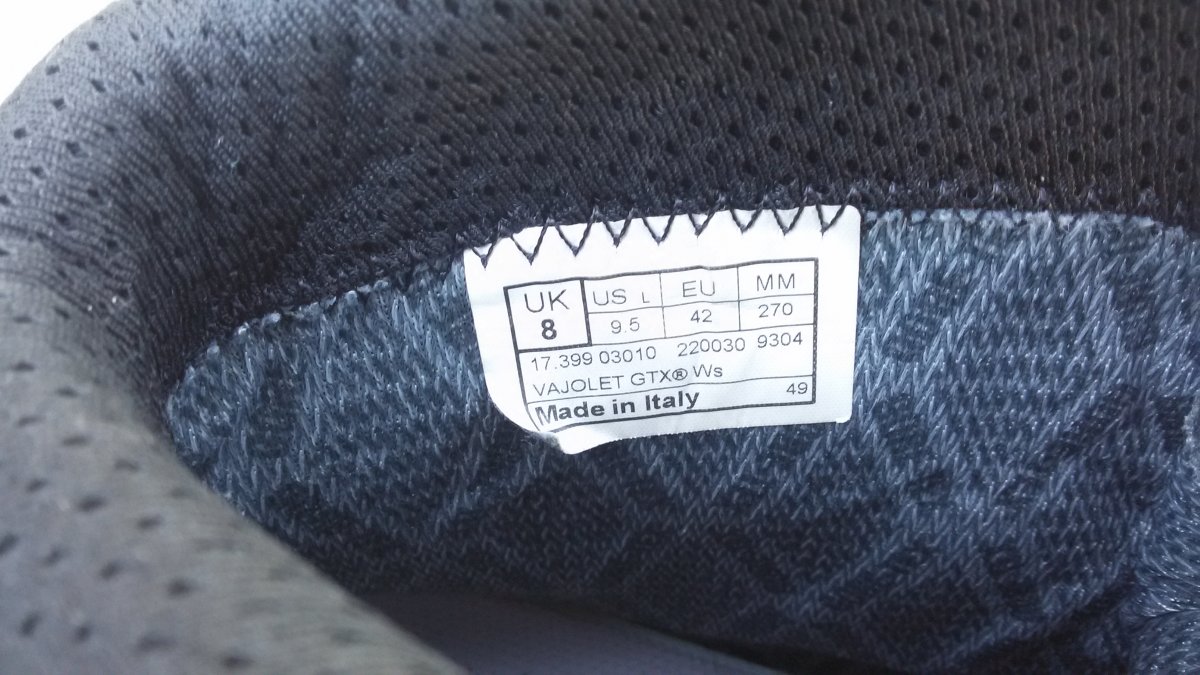 UK US L EU MM
8 9.5 42 270
17.399 03010 220030 9304
VAJOLET GTX® Ws
Made in Italy 49